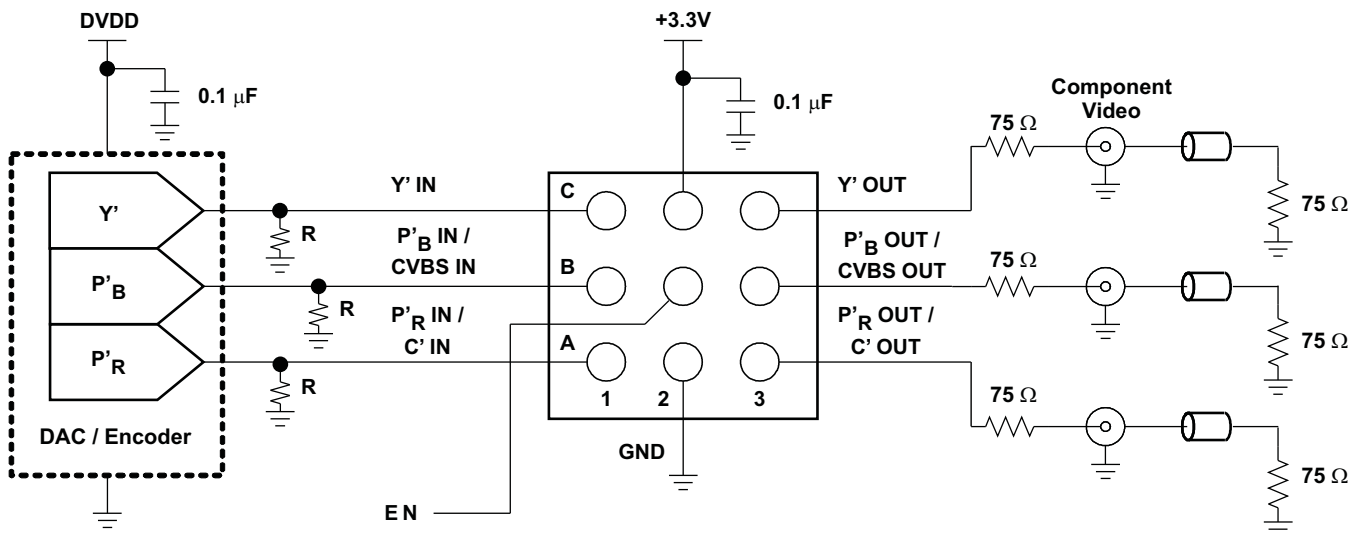 DVDD
+3.3V
0.1 μF
0.1 μF
Component
Video
75 Ω
Y' IN
C
Y' OUT
75 Ω
Y'
R
P'B IN /
CVBS IN
P'B OUT /
CVBS OUT
75 Ω
B
P'B
R
75 Ω
P'R IN /
C' IN
P'R OUT /
C' OUT
A
P'R
R
1
2
3
75 Ω
DAC / Encoder
GND
75 Ω
EN